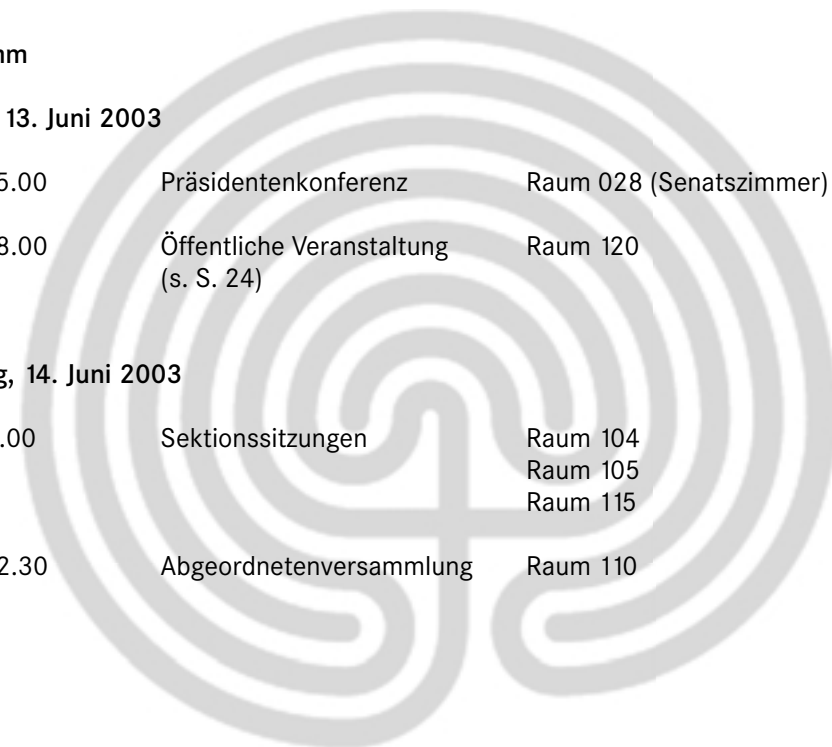 mm
13. Juni 2003
5.00 Präsidentenkonferenz Raum 028 (Senatszimmer)
8.00 Öffentliche Veranstaltung Raum 120
(s. S. 24)
g, 14. Juni 2003
.00 Sektionssitzungen Raum 104
Raum 105
Raum 115
2.30 Abgeordnetenversammlung Raum 110